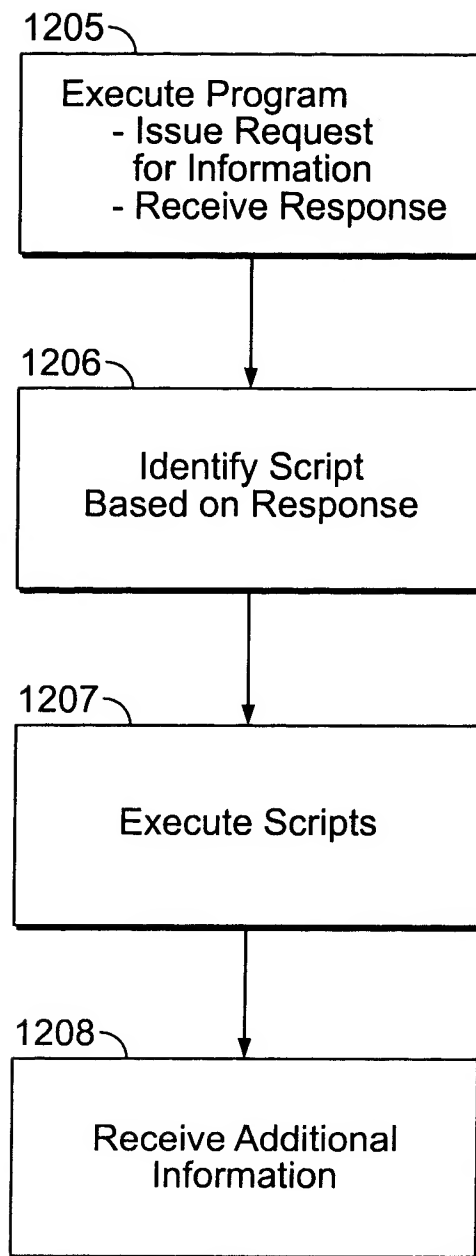 1205
Execute Program
- Issue Request
for Information
- Receive Response
1206
Identify Script
Based on Response
1207
Execute Scripts
1208
Receive Additional
Information